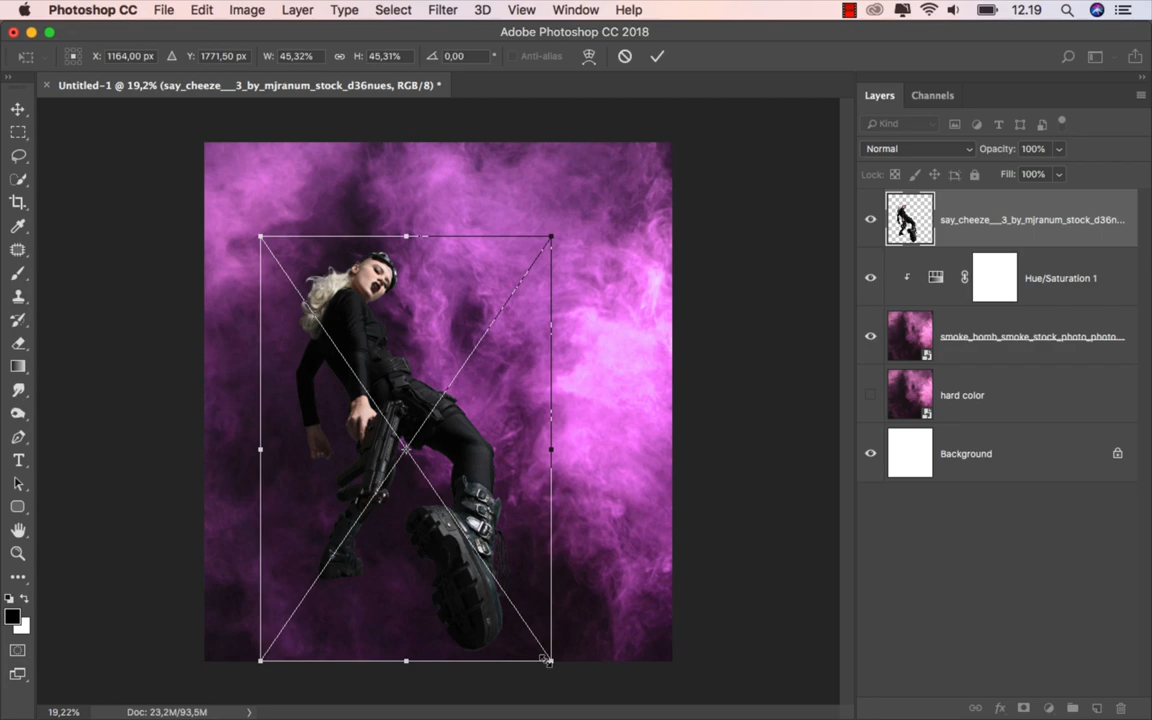 Photoshop CC File Edit Image Layer Type Select Filter 3D View Window Help 12.19
Adobe Photoshop CC 2018
X: 1164,00 px Y: 1771,50 px W: 45,32% H: 45,31% 0,00 ° Anti-alias
Untitled-1 @ 19,2% (say_cheeze___3_by_mjranum_stock_d36nues, RGB/8) *
Layers Channels
Kind
Normal Opacity: 100%
Lock: Fill: 100%
say_cheeze___3_by_mjranum_stock_d36n...
Hue/Saturation 1
smoke_bomb_smoke_stock_photo_photo...
hard color
Background
19,22% Doc: 23,2M/93,5M